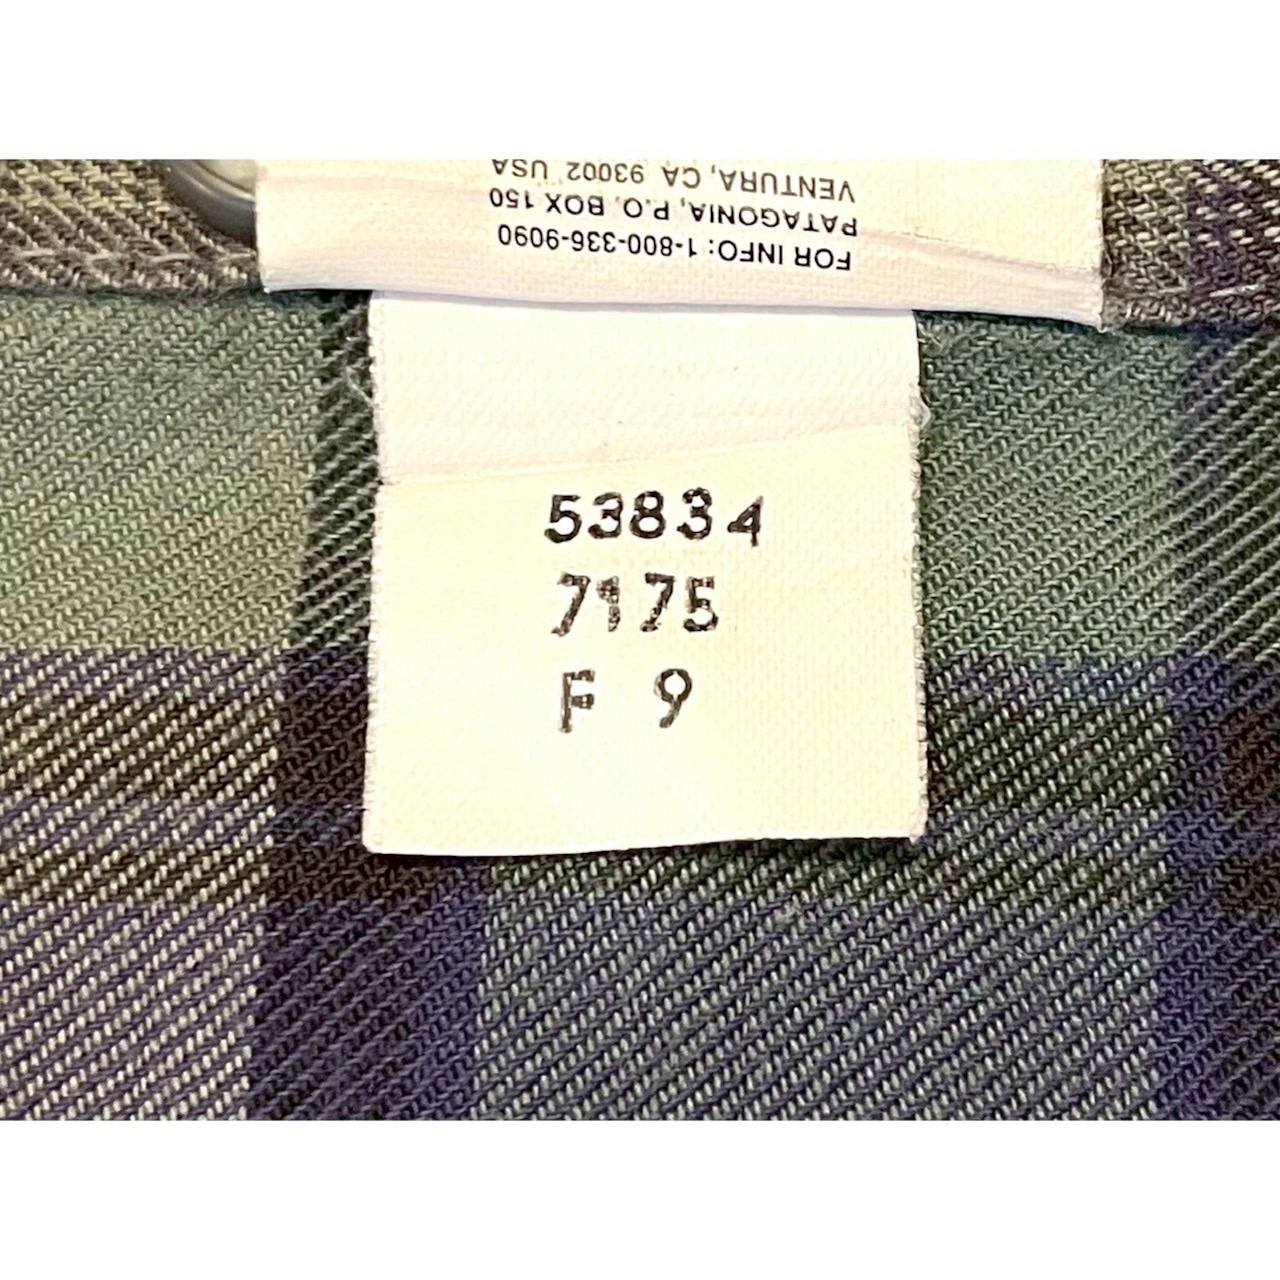 FOR INFO: 1-800-336-9090
PATAGONIA, P.O. BOX 150
VENTURA, CA 93002 USA
53834
7175
F 9